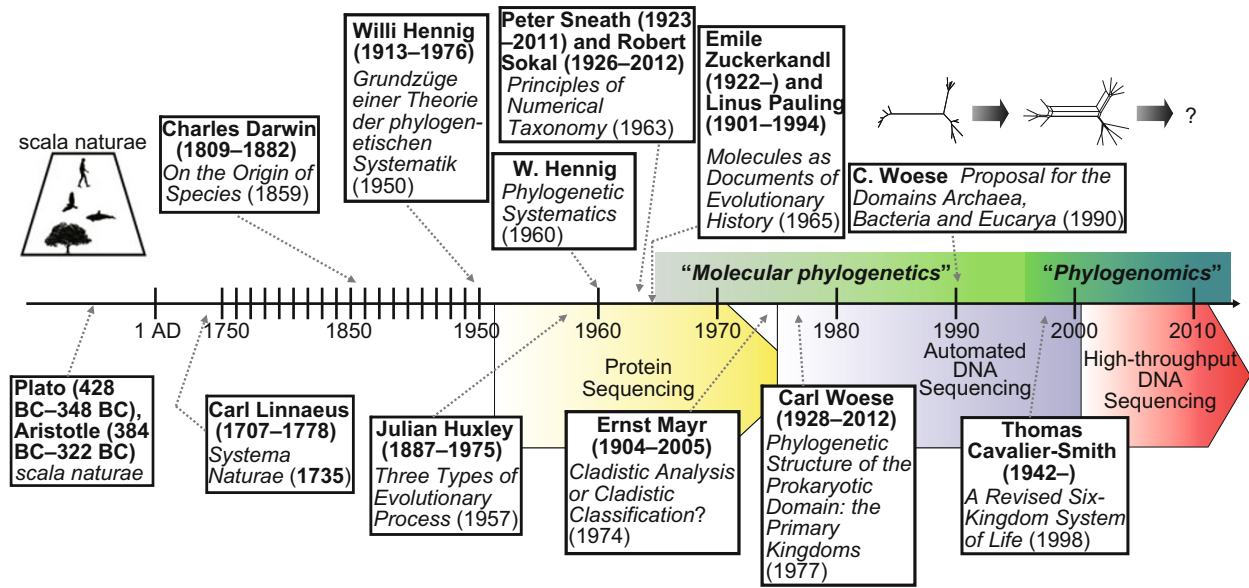 scala naturae
Charles Darwin
(1809–1882)
On the Origin of
Species (1859)
Willi Hennig
(1913–1976)
Grundzüge
einer Theorie
der phylogen-
etischen
Systematik
(1950)
Peter Sneath (1923
–2011) and Robert
Sokal (1926–2012)
Principles of
Numerical
Taxonomy (1963)
W. Hennig
Phylogenetic
Systematics
(1960)
Emile
Zuckerkandl
(1922–) and
Linus Pauling
(1901–1994)
Molecules as
Documents of
Evolutionary
History (1965)
?
C. Woese Proposal for the
Domains Archaea,
Bacteria and Eucarya (1990)
“Molecular phylogenetics”
“Phylogenomics”
1 AD
1750
1850
1950
1960
1970
1980
1990
2000
2010
Protein
Sequencing
Automated
DNA
Sequencing
High-throughput
DNA
Sequencing
Plato (428
BC–348 BC),
Aristotle (384
BC–322 BC)
scala naturae
Carl Linnaeus
(1707–1778)
Systema
Naturae (1735)
Julian Huxley
(1887–1975)
Three Types of
Evolutionary
Process (1957)
Ernst Mayr
(1904–2005)
Cladistic Analysis
or Cladistic
Classification?
(1974)
Carl Woese
(1928–2012)
Phylogenetic
Structure of the
Prokaryotic
Domain: the
Primary
Kingdoms
(1977)
Thomas
Cavalier-Smith
(1942–)
A Revised Six-
Kingdom System
of Life (1998)